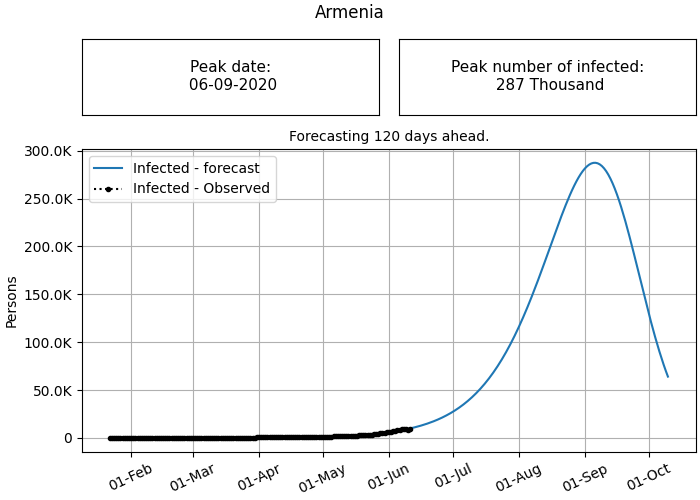 Armenia
Peak date:
06-09-2020
Peak number of infected:
287 Thousand
Forecasting 120 days ahead.
Infected - forecast
Infected - Observed
300.0K
250.0K
200.0K
150.0K
100.0K
50.0K
0
Persons
01-Feb
01-Mar
01-Apr
01-May
01-Jun
01-Jul
01-Aug
01-Sep
01-Oct